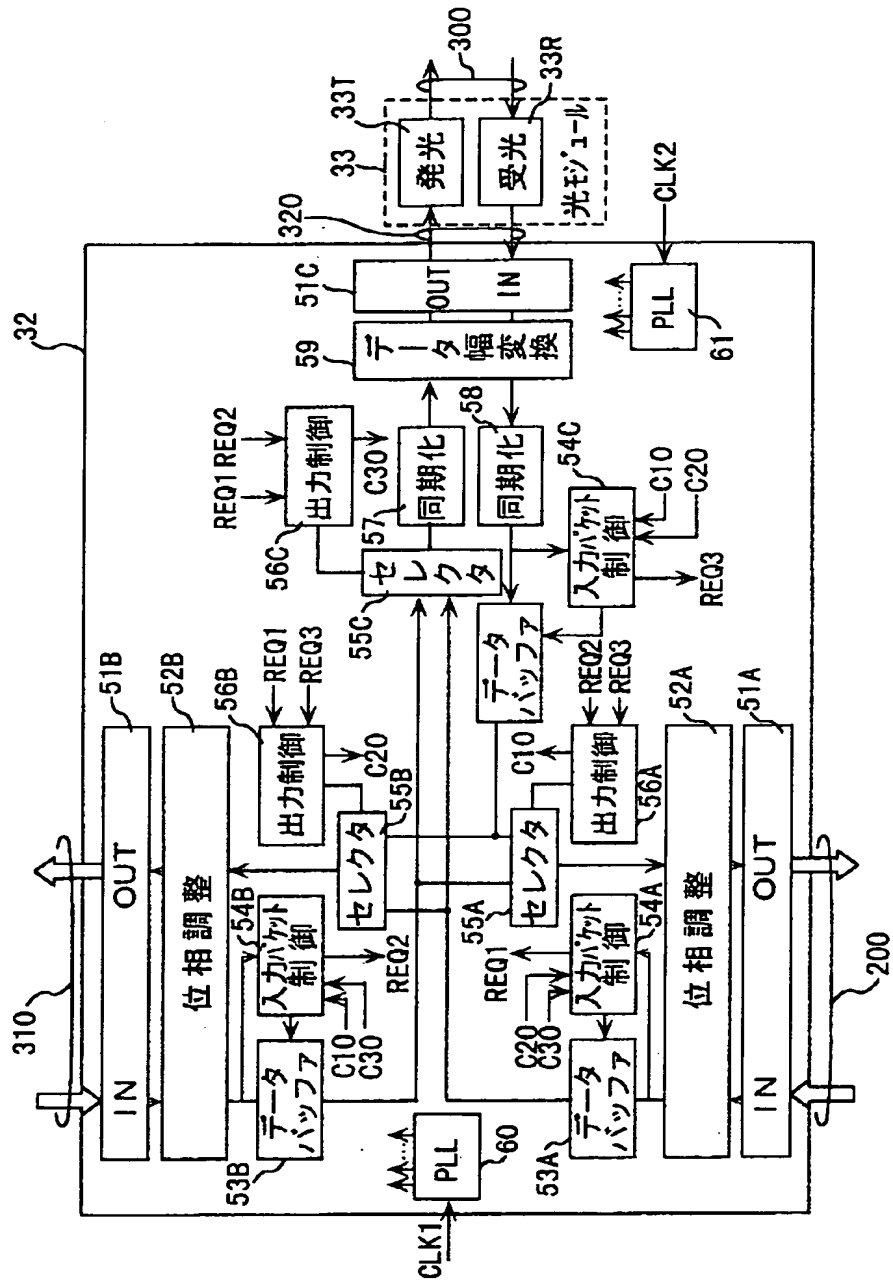 310
32
CLK1
PLL
60
IN
OUT
51B
位相調整
52B
53B
データ
バッファ
入力パケット
制御
54B
C10
C30
REQ2
出力制御
56B
REQ1
REQ3
C20
セレクタ
55B
REQ1
REQ2
出力制御
56C
C30
セレクタ
55C
57
同期化
同期化
58
59
データ幅変換
51C
OUT
IN
320
33
33T
発光
受光
33R
光モジュール
300
データ
バッファ
入力パケット
制御
54C
C10
C20
REQ3
PLL
61
CLK2
53A
データ
バッファ
REQ1
C20
C30
入力パケット
制御
54A
セレクタ
55A
C10
出力制御
56A
REQ2
REQ3
位相調整
52A
IN
OUT
51A
200